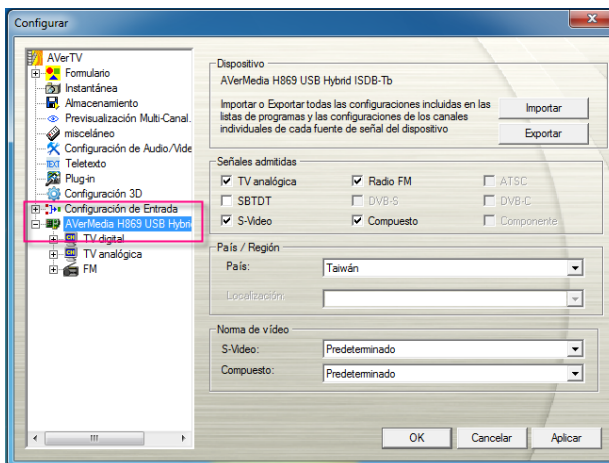 Configurar
AVerTV
Formulario
Instantánea
Almacenamiento
Previsualización Multi-Canal.
misceláneo
Configuración de Audio/Vide
TEXT Teletexto
Plug-in
Configuración 3D
Configuración de Entrada
AVerMedia H869 USB Hybri
TV digital
TV analógica
FM
Dispositivo
AVerMedia H869 USB Hybrid ISDB-Tb
Importar o Exportar todas las configuraciones incluidas en las
listas de programas y las configuraciones de los canales
individuales de cada fuente de señal del dispositivo
Importar
Exportar
Señales admitidas
TV analógica Radio FM ATSC
SBTDT DVB-S DVB-C
S-Video Compuesto Componente
País / Región
País: Taiwán
Localización:
Norma de vídeo
S-Video: Predeterminado
Compuesto: Predeterminado
OK Cancelar Aplicar